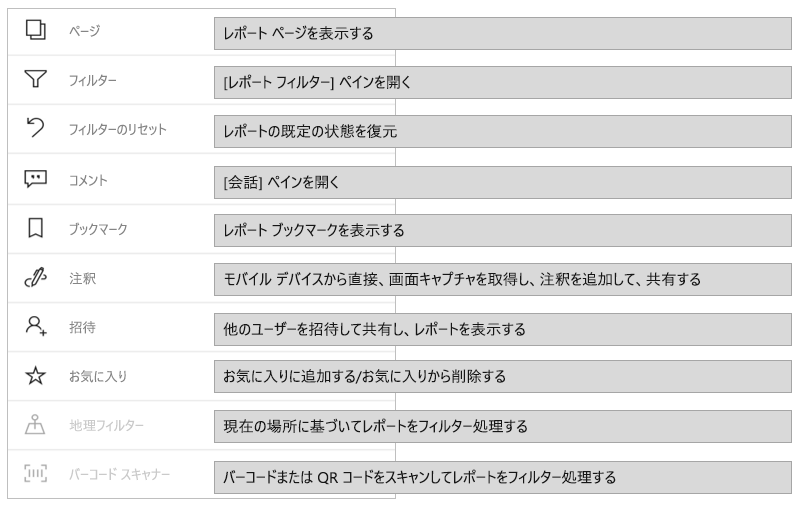 ページ レポート ページを表示する
フィルター [レポート フィルター] ペインを開く
フィルターのリセット レポートの既定の状態を復元
コメント [会話] ペインを開く
ブックマーク レポート ブックマークを表示する
注釈 モバイル デバイスから直接、画面キャプチャを取得し、注釈を追加して、共有する
招待 他のユーザーを招待して共有し、レポートを表示する
お気に入り お気に入りに追加する/お気に入りから削除する
地理フィルター 現在の場所に基づいてレポートをフィルター処理する
バーコード スキャナー バーコードまたは QR コードをスキャンしてレポートをフィルター処理する